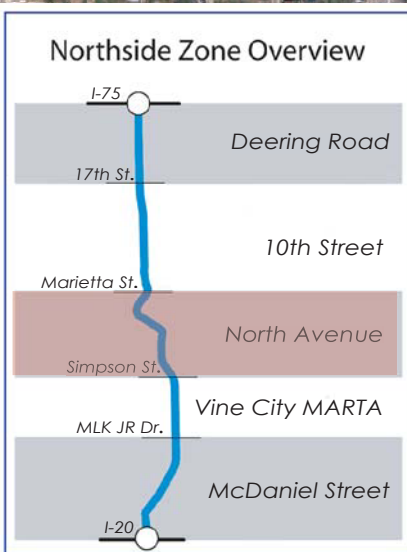 Northside Zone Overview
I-75
Deering Road
17th St.
10th Street
Marietta St.
North Avenue
Simpson St.
Vine City MARTA
MLK JR Dr.
McDaniel Street
I-20